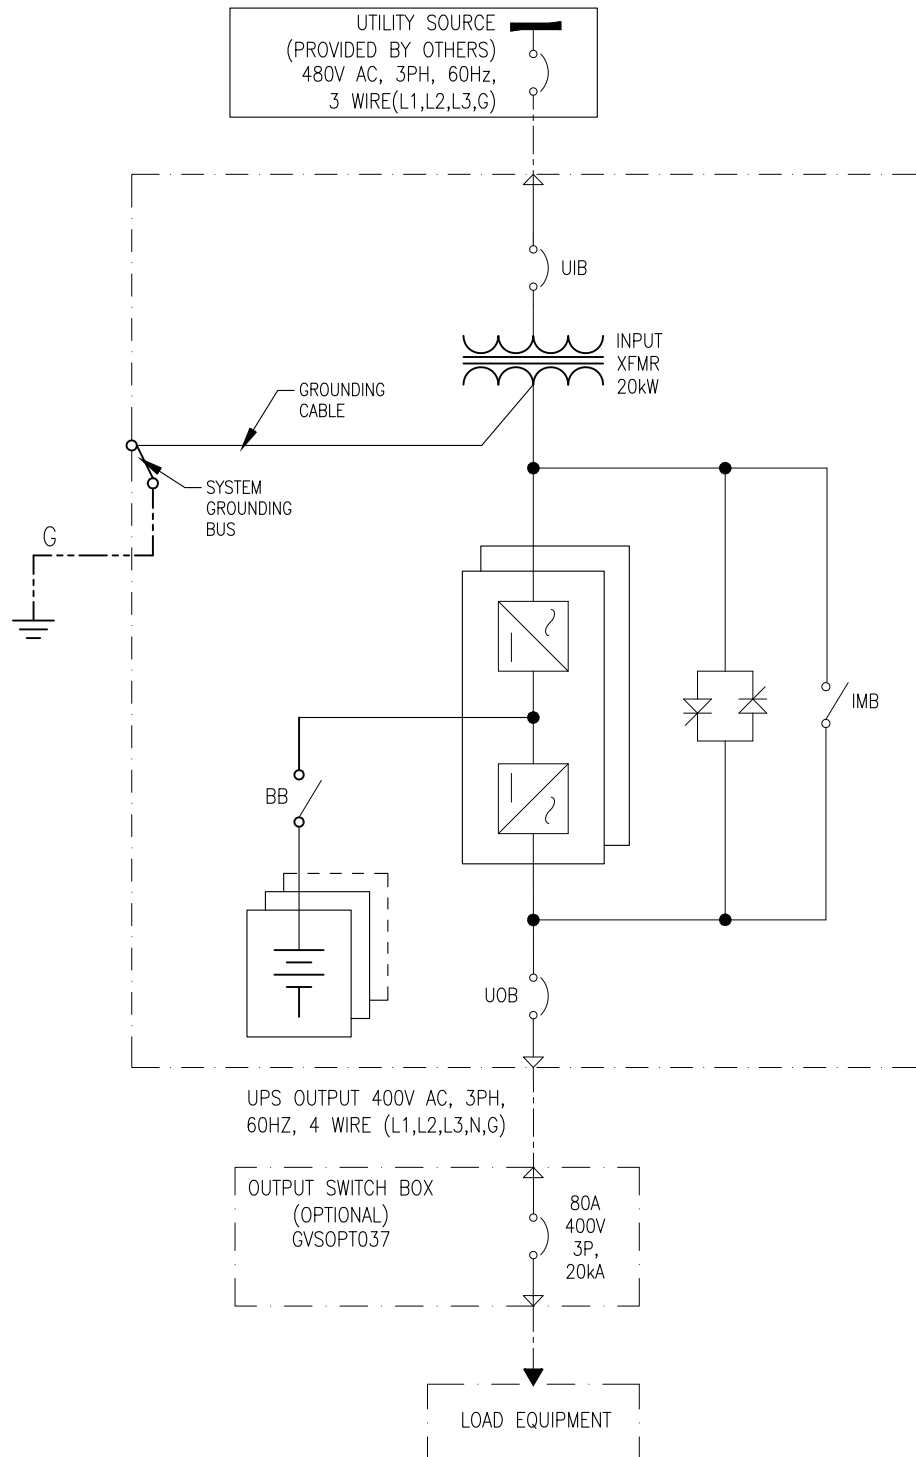 UTILITY SOURCE
(PROVIDED BY OTHERS)
480V AC, 3PH, 60Hz,
3 WIRE(L1,L2,L3,G)
UIB
INPUT
XFMR
20kW
GROUNDING
CABLE
SYSTEM
GROUNDING
BUS
G
IMB
BB
UOB
UPS OUTPUT 400V AC, 3PH,
60HZ, 4 WIRE (L1,L2,L3,N,G)
OUTPUT SWITCH BOX
(OPTIONAL)
GVSOPT037
80A
400V
3P,
20kA
LOAD EQUIPMENT